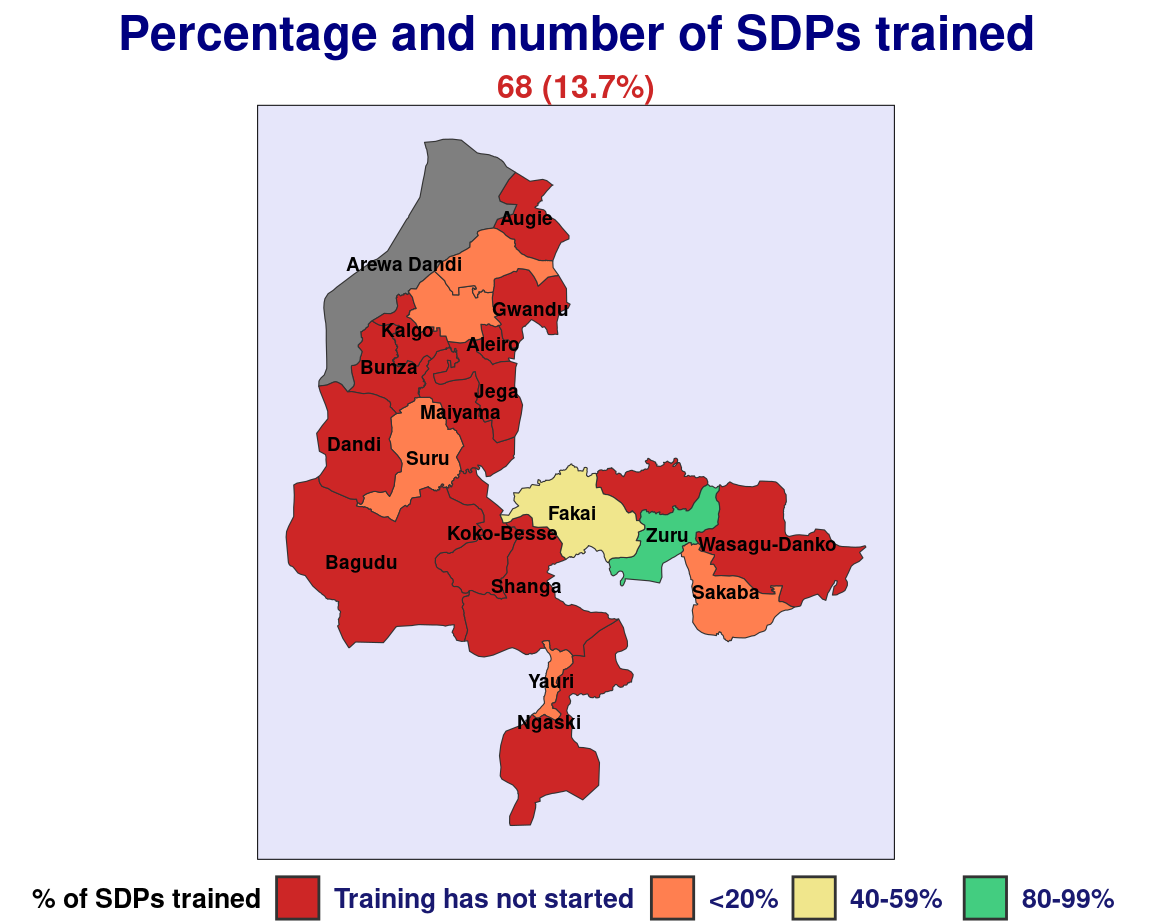 Percentage and number of SDPs trained
68 (13.7%)
Augie
Arewa Dandi
Gwandu
Kalgo
Aleiro
Bunza
Jega
Maiyama
Dandi
Suru
Fakai
Koko-Besse
Zuru
Wasagu-Danko
Bagudu
Shanga
Sakaba
Yauri
Ngaski
% of SDPs trained Training has not started <20% 40-59% 80-99%